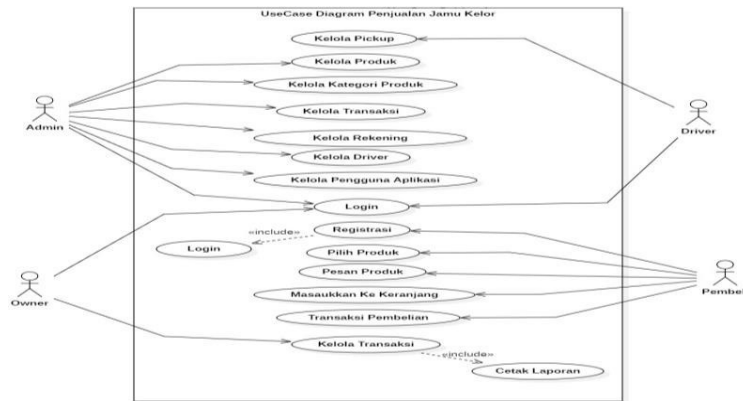 UseCase Diagram Penjualan Jamu Kelor
Kelola Pickup
Kelola Produk
Kelola Kategori Produk
Kelola Transaksi
Admin
Driver
Kelola Rekening
Kelola Driver
Kelola Pengguna Aplikasi
Login
Registrasi
«include»
Login
Pilih Produk
Pesan Produk
Owner
Masaukkan Ke Keranjang
Pembel
Transaksi Pembelian
Kelola Transaksi
«include»
Cetak Laporan